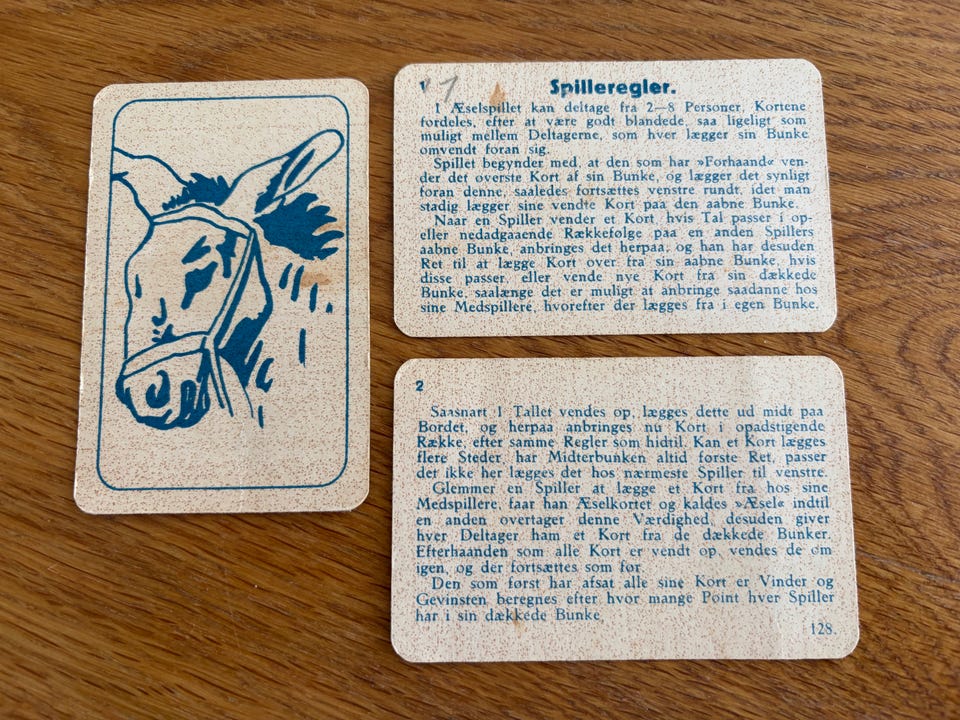 1 7
Spilleregler.
I Æselspillet kan deltage fra 2—8 Personer, Kortene
fordeles, efter at være godt blandede, saa ligeligt som
muligt mellem Deltagerne, som hver lægger sin Bunke
omvendt foran sig.
Spillet begynder med, at den som har »Forhaand« ven-
der det øverste Kort af sin Bunke, og lægger det synligt
foran denne, saaledes fortsættes venstre rundt, idet man
stadig lægger sine vendte Kort paa den aabne Bunke.
Naar en Spiller vender et Kort, hvis Tal passer i op-
eller nedadgaaende Rækkefølge paa en anden Spillers
aabne Bunke, anbringes det herpaa, og han har desuden
Ret til at lægge Kort over fra sin aabne Bunke, hvis
disse passer, eller vende nye Kort fra sin dækkede
Bunke, saalænge det er muligt at anbringe saadanne hos
sine Medspillere, hvorefter der lægges fra i egen Bunke.
2
Saasnart 1 Tallet vendes op, lægges dette ud midt paa
Bordet, og herpaa anbringes nu Kort i opadstigende
Række, efter samme Regler som hidtil. Kan et Kort lægges
flere Steder, har Midterbunken altid første Ret, passer
det ikke her lægges det hos nærmeste Spiller til venstre.
Glemmer en Spiller at lægge et Kort fra hos sine
Medspillere, faar han Æselkortet og kaldes »Æsel« indtil
en anden overtager denne Værdighed, desuden giver
hver Deltager ham et Kort fra de dækkede Bunker.
Efterhaanden som alle Kort er vendt op, vendes de om
igen, og der fortsættes som før.
Den som først har afsat alle sine Kort er Vinder og
Gevinsten beregnes efter hvor mange Point hver Spiller
har i sin dækkede Bunke.
128.